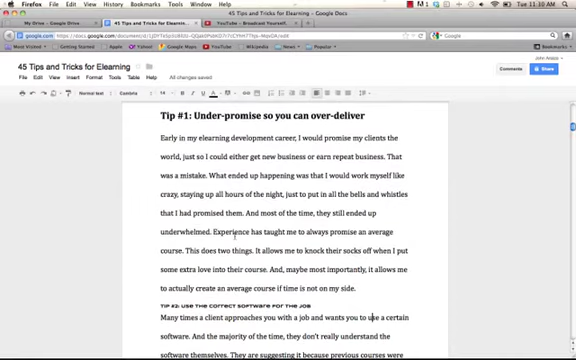 Firefox File Edit View History Bookmarks Tools Window Help
11:30 AM
45 Tips and Tricks for Elearning - Google Docs
My Drive - Google Drive
45 Tips and Tricks for Elearning...
YouTube - Broadcast Yourself.
google.com
Google
Most Visited Getting Started Apple Yahoo! Google Maps YouTube News Popular
Bookmarks
45 Tips and Tricks for Elearning
Comments Share
File Edit View Insert Format Tools Table Help All changes saved
Normal text Cambria 14
Tip #1: Under-promise so you can over-deliver
Early in my elearning development career, I would promise my clients the
world, just so I could either get new business or earn repeat business. That
was a mistake. What ended up happening was that I would work myself like
crazy, staying up all hours of the night, just to put in all the bells and whistles
that I had promised them. And most of the time, they still ended up
underwhelmed. Experience has taught me to always promise an average
course. This does two things. It allows me to knock their socks off when I put
some extra love into their course. And, maybe most importantly, it allows me
to actually create an average course if time is not on my side.
Tip #2: Use the correct software for the job
Many times a client approaches you with a job and wants you to use a certain
software. And the majority of the time, they don't really understand the
software themselves. They are suggesting it because previous courses were